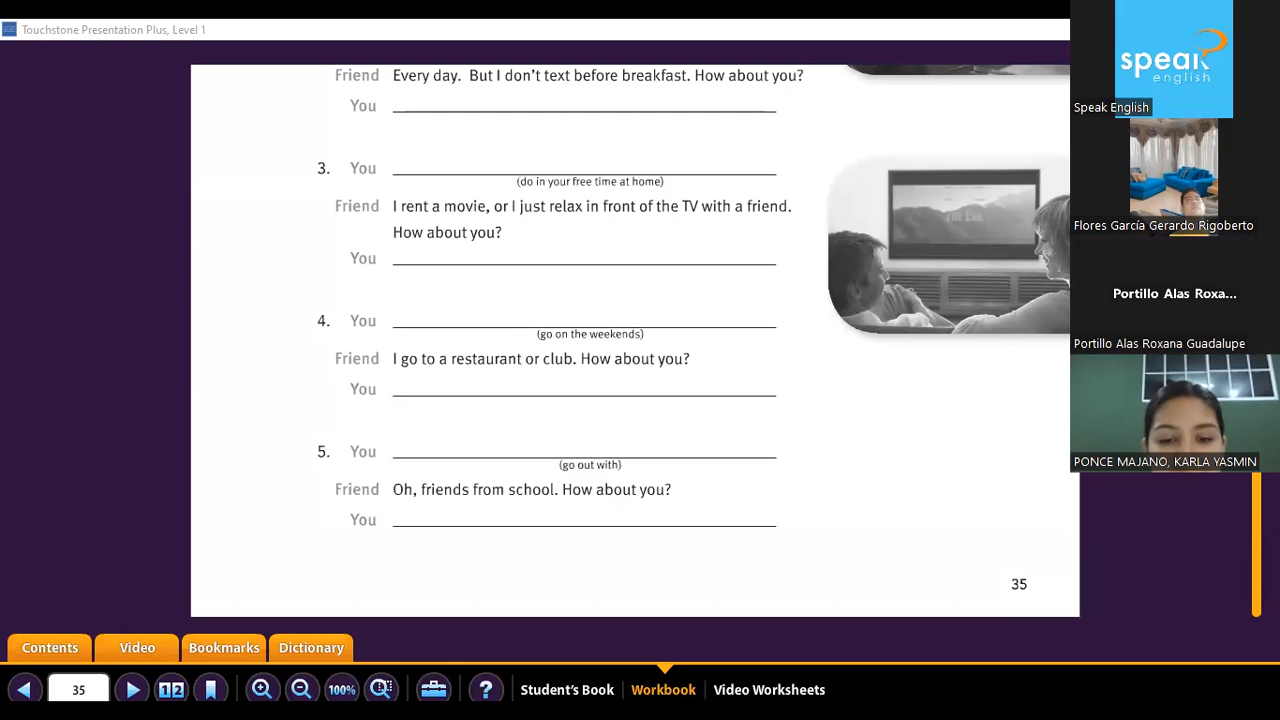 Touchstone Presentation Plus, Level 1
Friend Every day. But I don't text before breakfast. How about you?
You
3. You
(do in your free time at home)
Friend I rent a movie, or I just relax in front of the TV with a friend.
How about you?
You
4. You
(go on the weekends)
Friend I go to a restaurant or club. How about you?
You
5. You
(go out with)
Friend Oh, friends from school. How about you?
You
35
speak
english
Speak English
Flores García Gerardo Rigoberto
Portillo Alas Roxa...
Portillo Alas Roxana Guadalupe
PONCE MAJANO, KARLA YASMIN
Contents Video Bookmarks Dictionary
35 12 100% ? Student's Book Workbook Video Worksheets